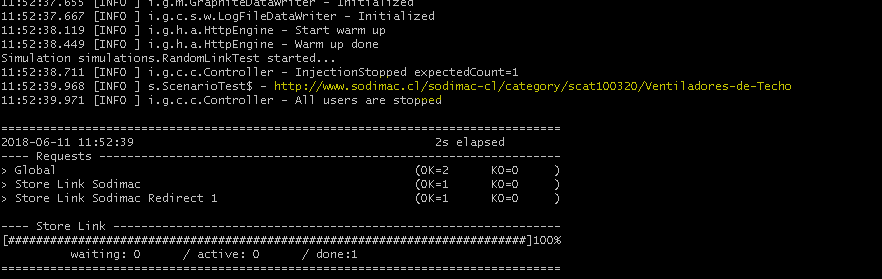 11:52:37.655 [INFO ] i.g.m.GraphiteDataWriter - Initialized
11:52:37.667 [INFO ] i.g.c.s.w.LogFileDataWriter - Initialized
11:52:38.119 [INFO ] i.g.h.a.HttpEngine - Start warm up
11:52:38.449 [INFO ] i.g.h.a.HttpEngine - Warm up done
Simulation simulations.RandomLinkTest started...
11:52:38.711 [INFO ] i.g.c.c.Controller - InjectionStopped expectedCount=1
11:52:39.968 [INFO ] s.ScenarioTest$ - http://www.sodimac.cl/sodimac-cl/category/scat100320/Ventiladores-de-Techo
11:52:39.971 [INFO ] i.g.c.c.Controller - All users are stopped
================================================================================
2018-06-11 11:52:39                                           2s elapsed
---- Requests ------------------------------------------------------------------
> Global                                                   (OK=2      KO=0     )
> Store Link Sodimac                                       (OK=1      KO=0     )
> Store Link Sodimac Redirect 1                            (OK=1      KO=0     )
---- Store Link ----------------------------------------------------------------
[##########################################################################]100%
          waiting: 0      / active: 0      / done:1
================================================================================